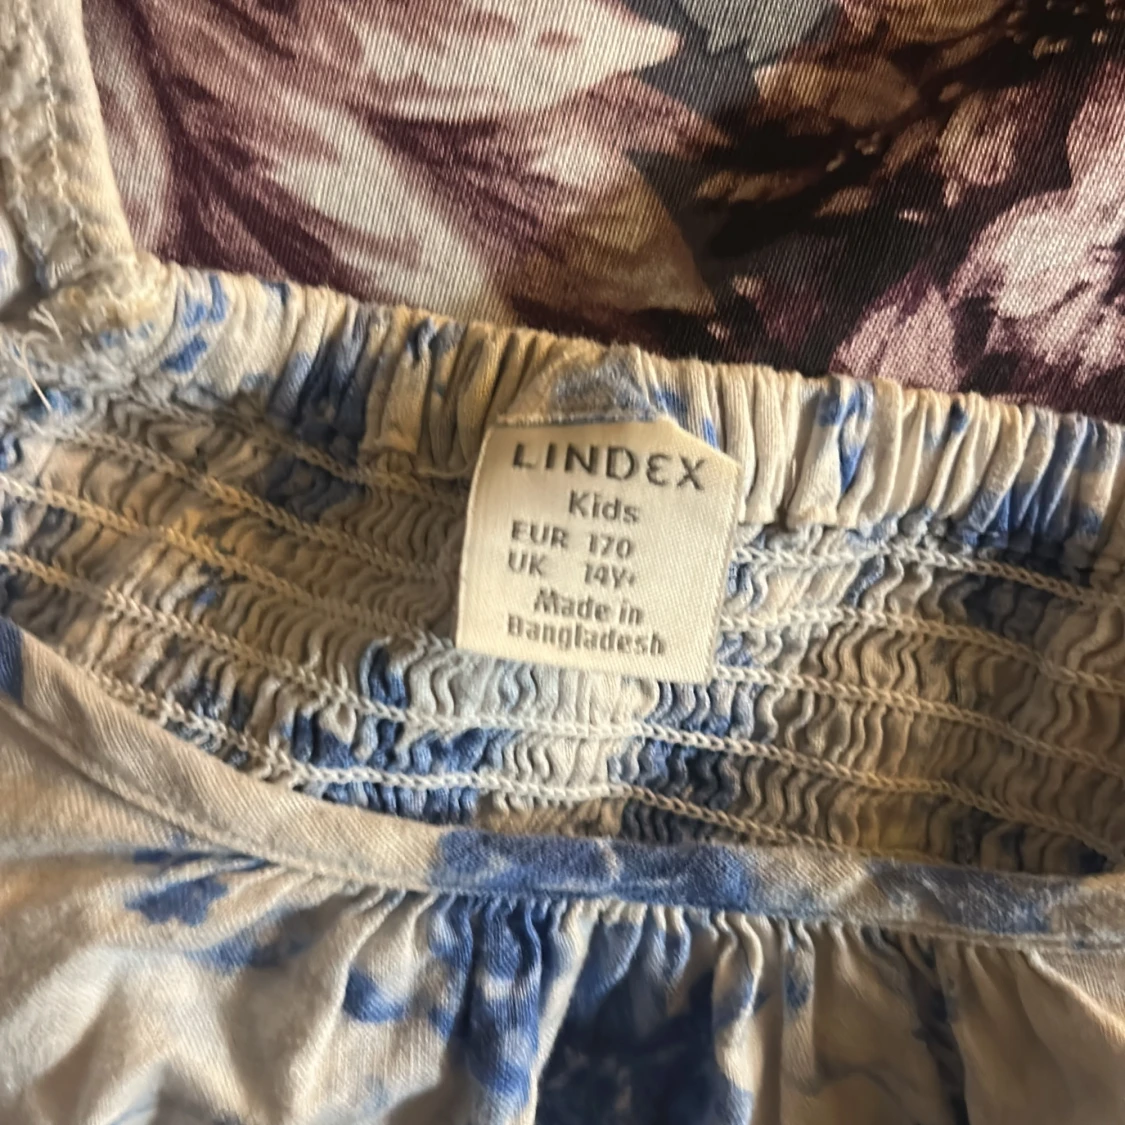 LINDEX
Kids
EUR 170
UK 14Y+
Made in
Bangladesh